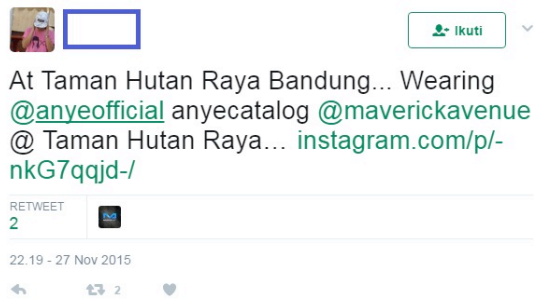 Ikuti
At Taman Hutan Raya Bandung... Wearing
@anyeofficial anyecatalog @maverickavenue
@ Taman Hutan Raya... instagram.com/p/-
nkG7qqjd-/
RETWEET
2
22.19 - 27 Nov 2015
2